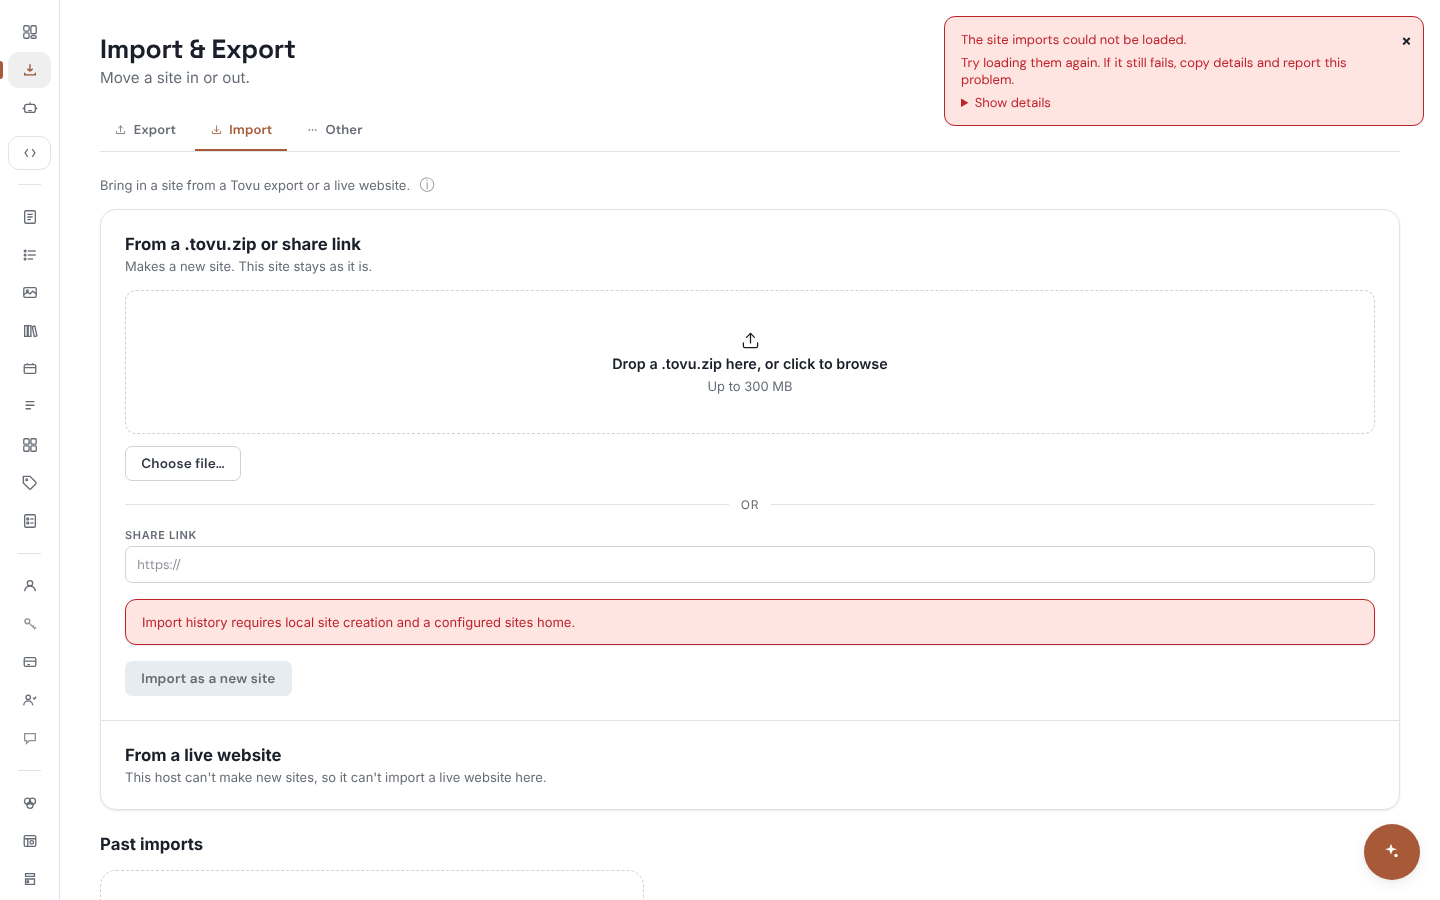 Import & Export
Move a site in or out.
The site imports could not be loaded.
Try loading them again. If it still fails, copy details and report this
problem.
Show details
Export
Import
Other
Bring in a site from a Tovu export or a live website.
From a .tovu.zip or share link
Makes a new site. This site stays as it is.
Drop a .tovu.zip here, or click to browse
Up to 300 MB
Choose file...
OR
SHARE LINK
https://
Import history requires local site creation and a configured sites home.
Import as a new site
From a live website
This host can't make new sites, so it can't import a live website here.
Past imports